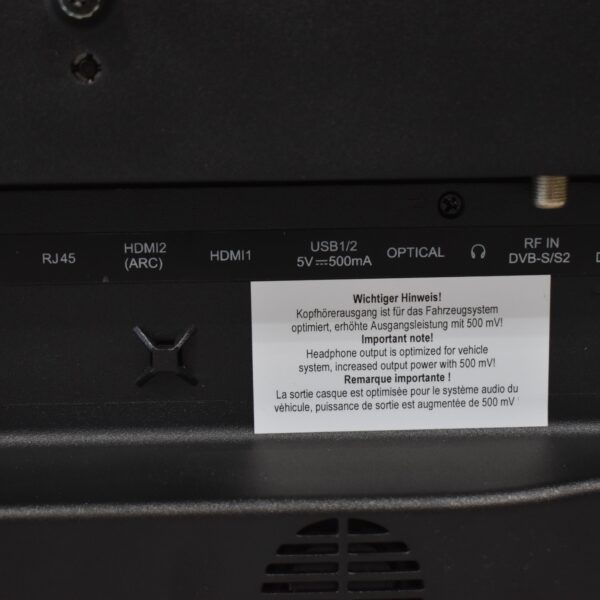 RJ45
HDMI2
(ARC)
HDMI1
USB1/2
5V⎓500mA
OPTICAL
RF IN
DVB-S/S2
Wichtiger Hinweis!
Kopfhörerausgang ist für das Fahrzeugsystem
optimiert, erhöhte Ausgangsleistung mit 500 mV!
Important note!
Headphone output is optimized for vehicle
system, increased output power with 500 mV!
Remarque importante !
La sortie casque est optimisée pour le système audio du
véhicule, puissance de sortie est augmentée de 500 mV